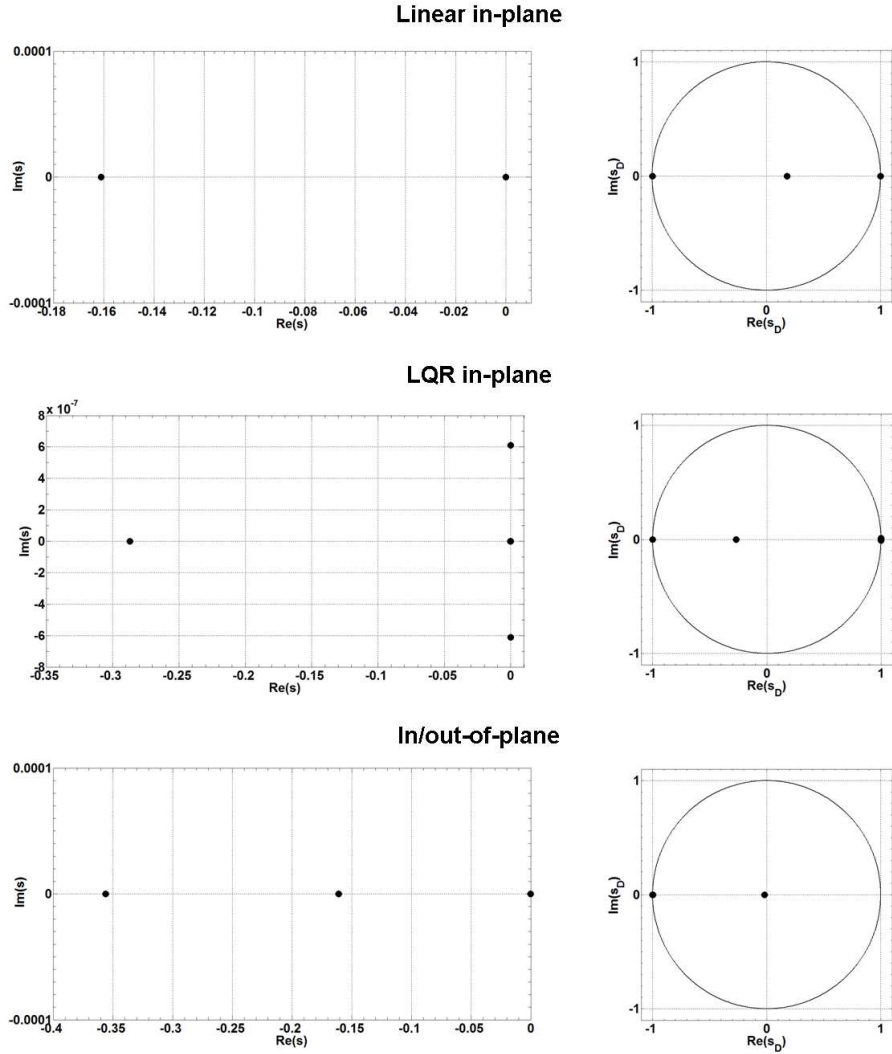 Linear in-plane
0.0001
0
-0.0001
Im(s)
-0.18 -0.16 -0.14 -0.12 -0.1 -0.08 -0.06 -0.04 -0.02 0
Re(s)
1
0
-1
Im(s_D)
-1 0 1
Re(s_D)
LQR in-plane
8 x 10^-7
6
4
2
0
-2
-4
-6
-8
Im(s)
-0.35 -0.3 -0.25 -0.2 -0.15 -0.1 -0.05 0
Re(s)
1
0
-1
Im(s_D)
-1 0 1
Re(s_D)
In/out-of-plane
0.0001
0
-0.0001
Im(s)
-0.4 -0.35 -0.3 -0.25 -0.2 -0.15 -0.1 -0.05 0
Re(s)
1
0
-1
Im(s_D)
-1 0 1
Re(s_D)